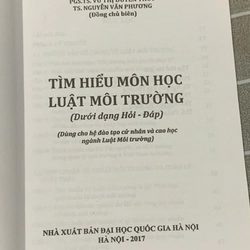 PGS.TS. VŨ THỊ DUYÊN
TS. NGUYỄN VĂN PHƯƠNG
(Đồng chủ biên)
TÌM HIỂU MÔN HỌC
LUẬT MÔI TRƯỜNG
(Dưới dạng Hỏi - Đáp)
(Dùng cho hệ đào tạo cử nhân và cao học
ngành Luật Môi trường)
NHÀ XUẤT BẢN ĐẠI HỌC QUỐC GIA HÀ NỘI
HÀ NỘI - 2017